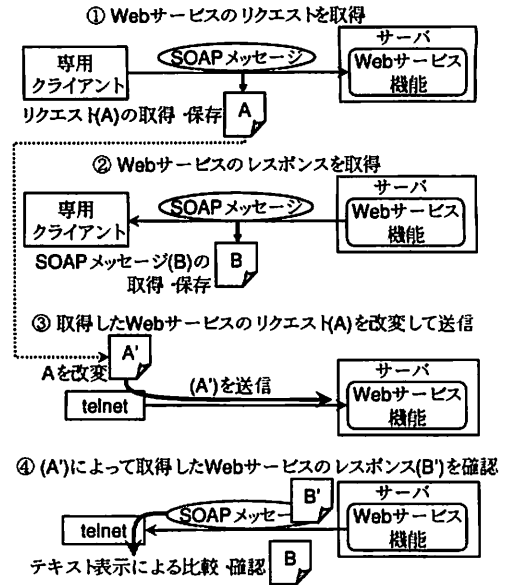 ① Webサービスのリクエストを取得
専用
クライアント
SOAPメッセージ
サーバ
Webサービス
機能
リクエスト(A)の取得・保存
A
② Webサービスのレスポンスを取得
専用
クライアント
SOAPメッセージ
サーバ
Webサービス
機能
SOAPメッセージ(B)の
取得・保存
B
③ 取得したWebサービスのリクエスト(A)を改変して送信
A'
Aを改変
(A')を送信
telnet
サーバ
Webサービス
機能
④ (A')によって取得したWebサービスのレスポンス(B')を確認
B'
telnet
SOAPメッセー
サーバ
Webサービス
機能
テキスト表示による比較・確認
B